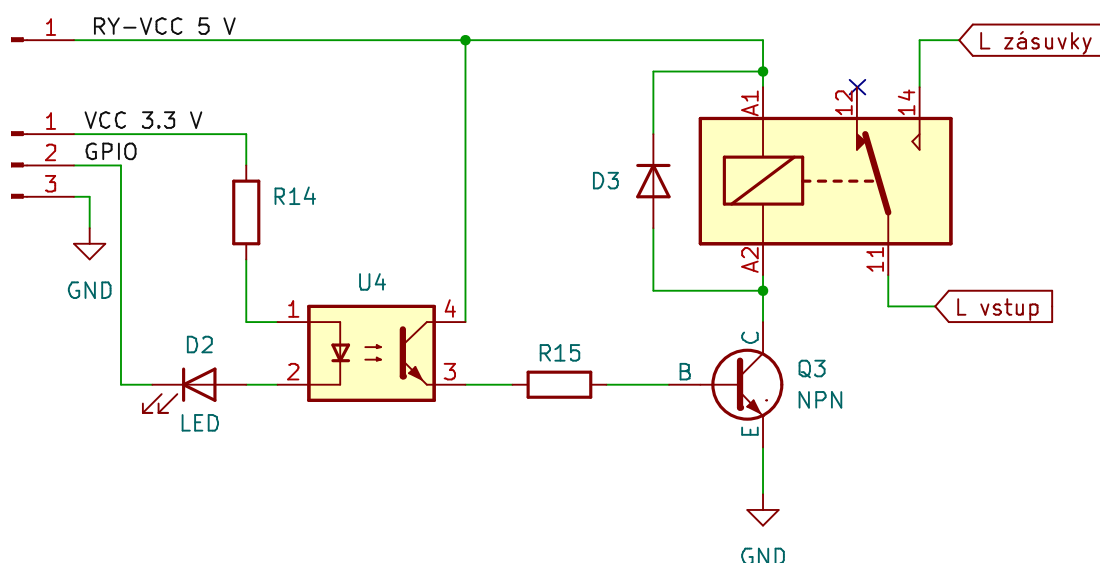 1 RY-VCC 5 V
L zásuvky
1 VCC 3.3 V
2 GPIO
3
GND
A1
12
14
D3
R14
A2
11
U4
1
4
L vstup
D2
2
3
R15
B
C
Q3
NPN
LED
E
GND